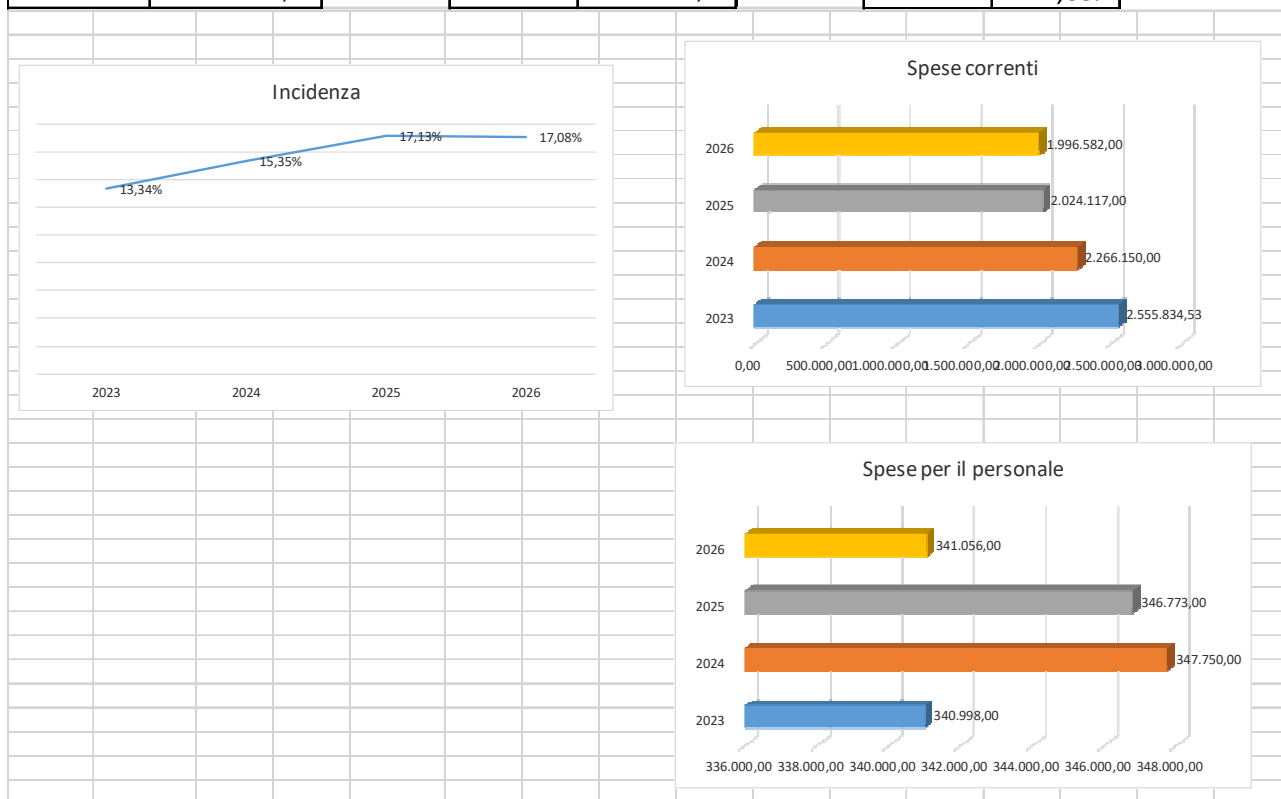 Incidenza
13,34%
15,35%
17,13%
17,08%
2023 2024 2025 2026
Spese correnti
2026 1.996.582,00
2025 2.024.117,00
2024 2.266.150,00
2023 2.555.834,53
0,00 500.000,00 1.000.000,00 1.500.000,00 2.000.000,00 2.500.000,00 3.000.000,00
Spese per il personale
2026 341.056,00
2025 346.773,00
2024 347.750,00
2023 340.998,00
336.000,00 338.000,00 340.000,00 342.000,00 344.000,00 346.000,00 348.000,00